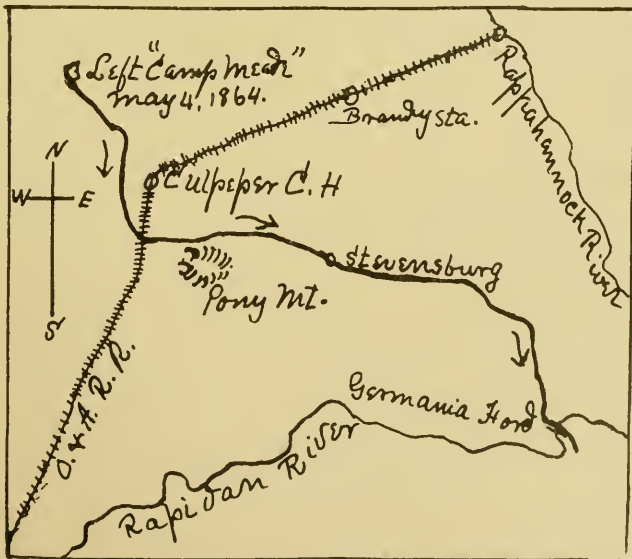 Left "Camp Meade"
May 4, 1864.
Rappahannock River
Brandy sta.
N
W
E
S
Culpeper C. H
Stevensburg
Pony Mt.
O. & A. R. R.
Germania Ford
Rapidan River